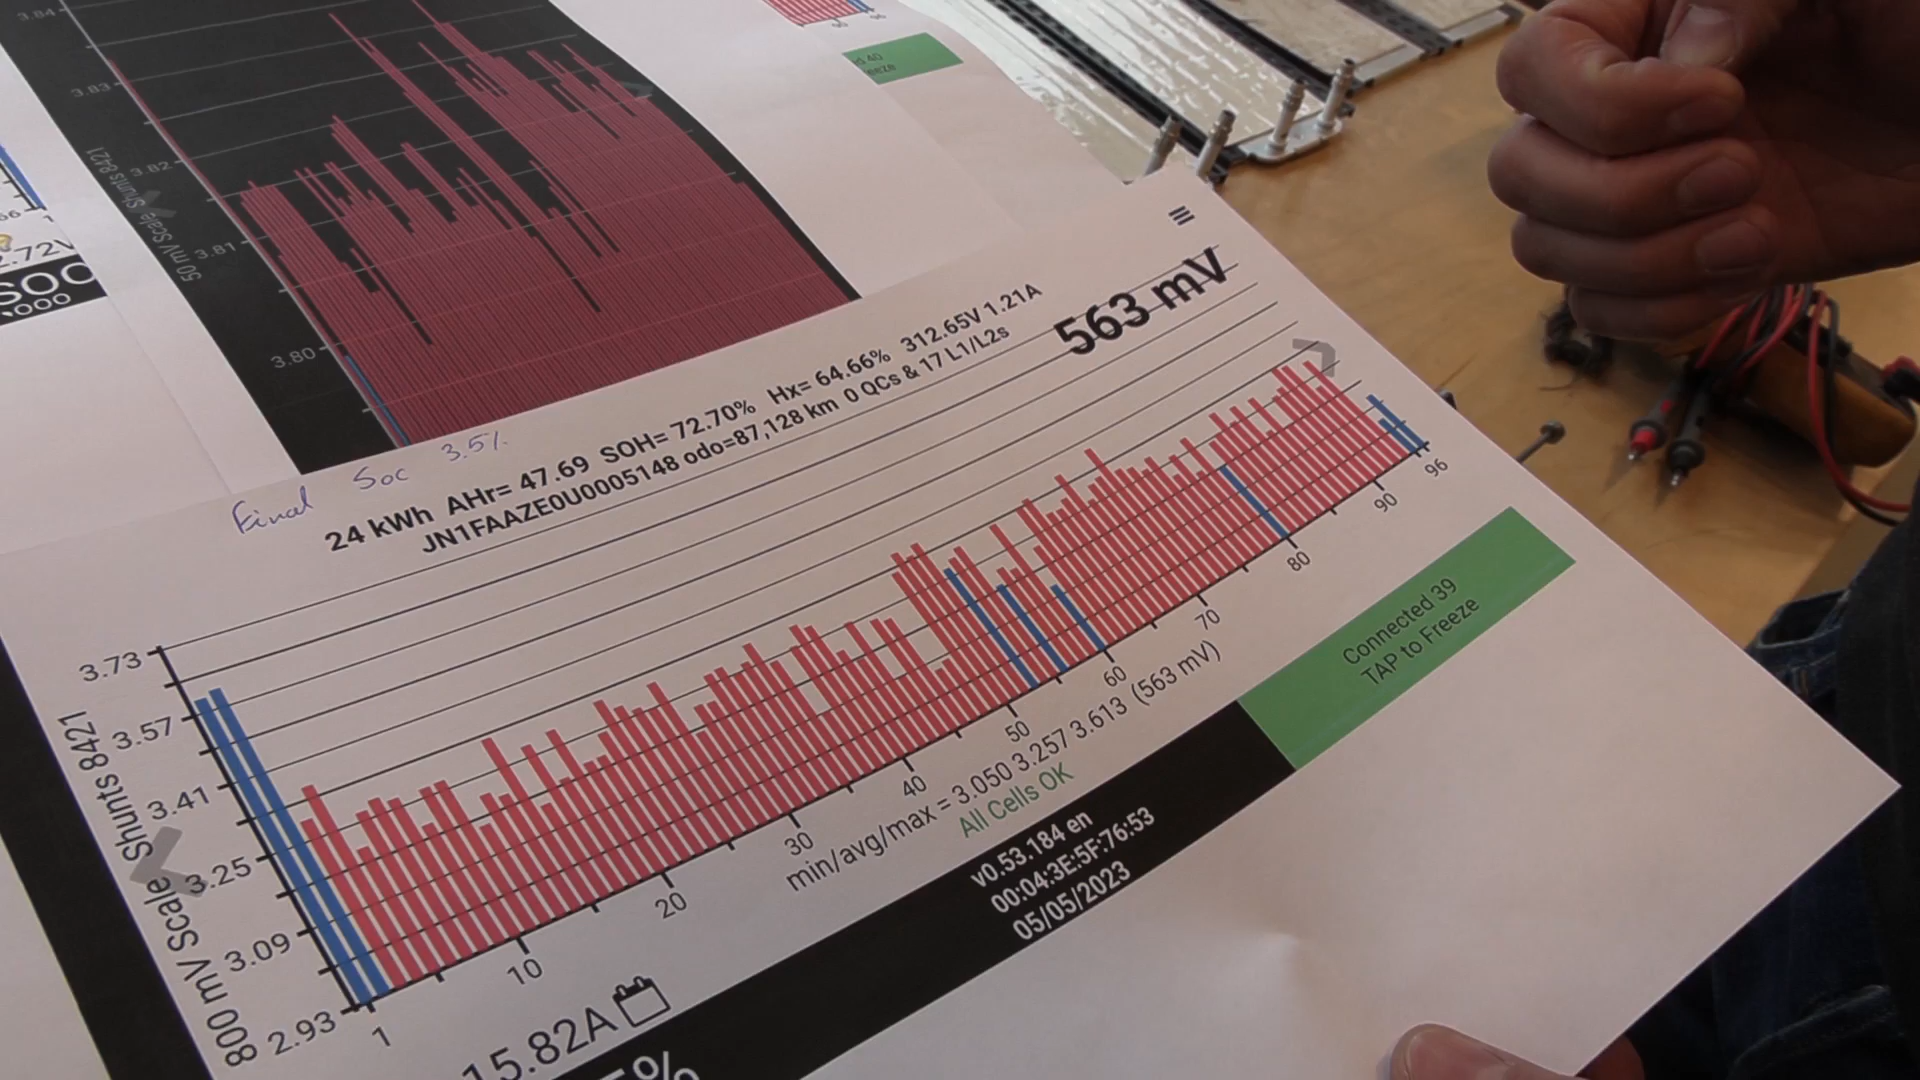 3.84
3.83
3.82
3.81
3.80
50 mV Scale Shunts 8421
2.72V
SOC
Final Soc 3.5%
24 kWh AHr= 47.69 SOH= 72.70% Hx= 64.66% 312.65V 1.21A
JN1FAAZE0U0005148 odo=87,128 km 0 QCs & 17 L1/L2s
563 mV
3.73
3.57
3.41
3.25
3.09
2.93
800 mV Scale Shunts 8421
1 10 20 30 40 50 60 70 80 90 96
min/avg/max = 3.050 3.257 3.613 (563 mV)
All Cells OK
Connected 39
TAP to Freeze
v0.53.184 en
00:04:3E:5F:76:53
05/05/2023
15.82A
%